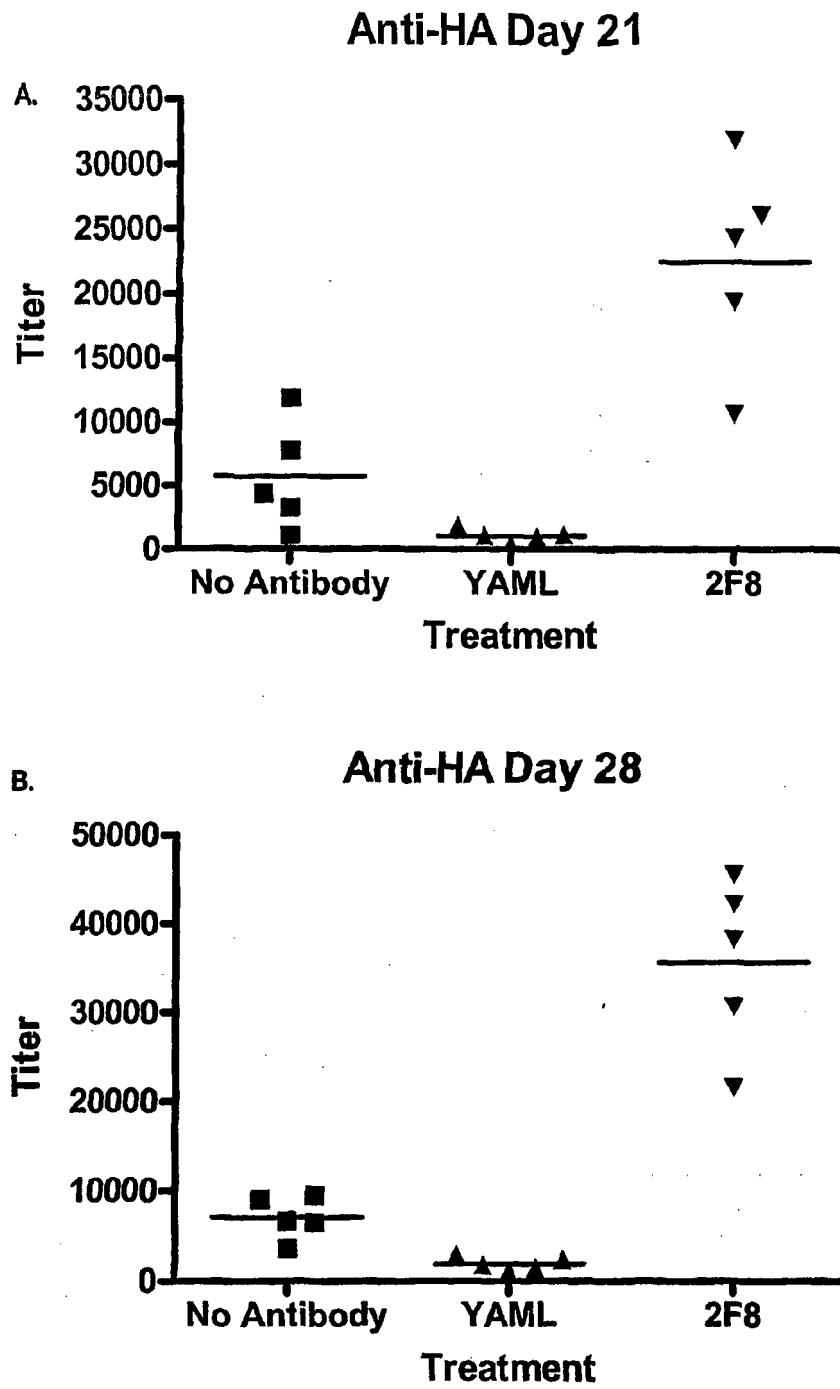 Anti-HA Day 21
A.
35000
30000
25000
20000
15000
10000
5000
0
Titer
No Antibody YAML 2F8
Treatment
Anti-HA Day 28
B.
50000
40000
30000
20000
10000
0
Titer
No Antibody YAML 2F8
Treatment